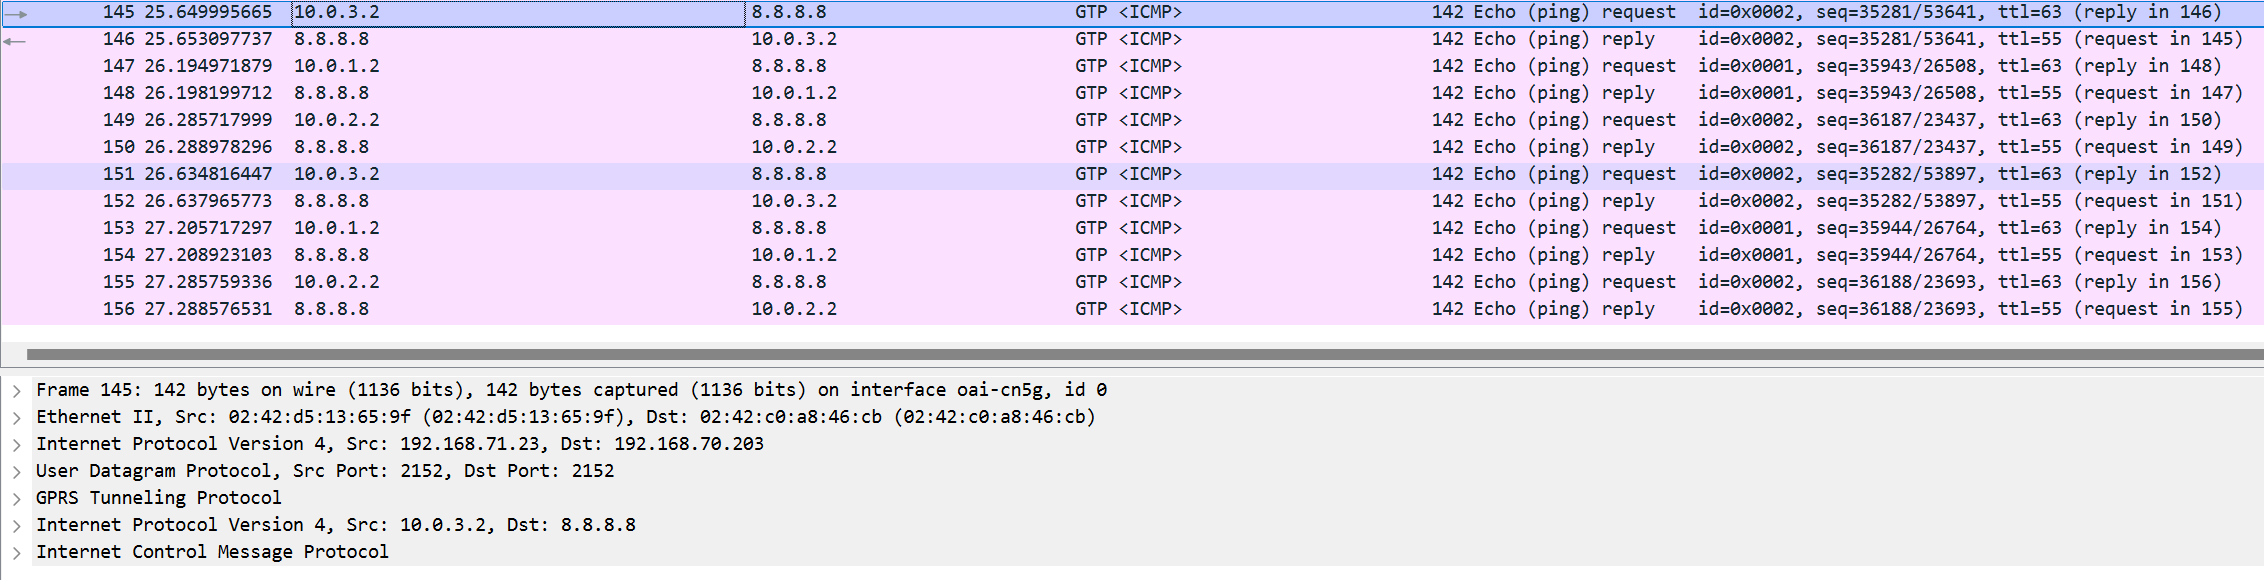 145 25.649995665 10.0.3.2 8.8.8.8 GTP <ICMP> 142 Echo (ping) request id=0x0002, seq=35281/53641, ttl=63 (reply in 146)
146 25.653097737 8.8.8.8 10.0.3.2 GTP <ICMP> 142 Echo (ping) reply id=0x0002, seq=35281/53641, ttl=55 (request in 145)
147 26.194971879 10.0.1.2 8.8.8.8 GTP <ICMP> 142 Echo (ping) request id=0x0001, seq=35943/26508, ttl=63 (reply in 148)
148 26.198199712 8.8.8.8 10.0.1.2 GTP <ICMP> 142 Echo (ping) reply id=0x0001, seq=35943/26508, ttl=55 (request in 147)
149 26.285717999 10.0.2.2 8.8.8.8 GTP <ICMP> 142 Echo (ping) request id=0x0002, seq=36187/23437, ttl=63 (reply in 150)
150 26.288978296 8.8.8.8 10.0.2.2 GTP <ICMP> 142 Echo (ping) reply id=0x0002, seq=36187/23437, ttl=55 (request in 149)
151 26.634816447 10.0.3.2 8.8.8.8 GTP <ICMP> 142 Echo (ping) request id=0x0002, seq=35282/53897, ttl=63 (reply in 152)
152 26.637965773 8.8.8.8 10.0.3.2 GTP <ICMP> 142 Echo (ping) reply id=0x0002, seq=35282/53897, ttl=55 (request in 151)
153 27.205717297 10.0.1.2 8.8.8.8 GTP <ICMP> 142 Echo (ping) request id=0x0001, seq=35944/26764, ttl=63 (reply in 154)
154 27.208923103 8.8.8.8 10.0.1.2 GTP <ICMP> 142 Echo (ping) reply id=0x0001, seq=35944/26764, ttl=55 (request in 153)
155 27.285759336 10.0.2.2 8.8.8.8 GTP <ICMP> 142 Echo (ping) request id=0x0002, seq=36188/23693, ttl=63 (reply in 156)
156 27.288576531 8.8.8.8 10.0.2.2 GTP <ICMP> 142 Echo (ping) reply id=0x0002, seq=36188/23693, ttl=55 (request in 155)
Frame 145: 142 bytes on wire (1136 bits), 142 bytes captured (1136 bits) on interface oai-cn5g, id 0
Ethernet II, Src: 02:42:d5:13:65:9f (02:42:d5:13:65:9f), Dst: 02:42:c0:a8:46:cb (02:42:c0:a8:46:cb)
Internet Protocol Version 4, Src: 192.168.71.23, Dst: 192.168.70.203
User Datagram Protocol, Src Port: 2152, Dst Port: 2152
GPRS Tunneling Protocol
Internet Protocol Version 4, Src: 10.0.3.2, Dst: 8.8.8.8
Internet Control Message Protocol